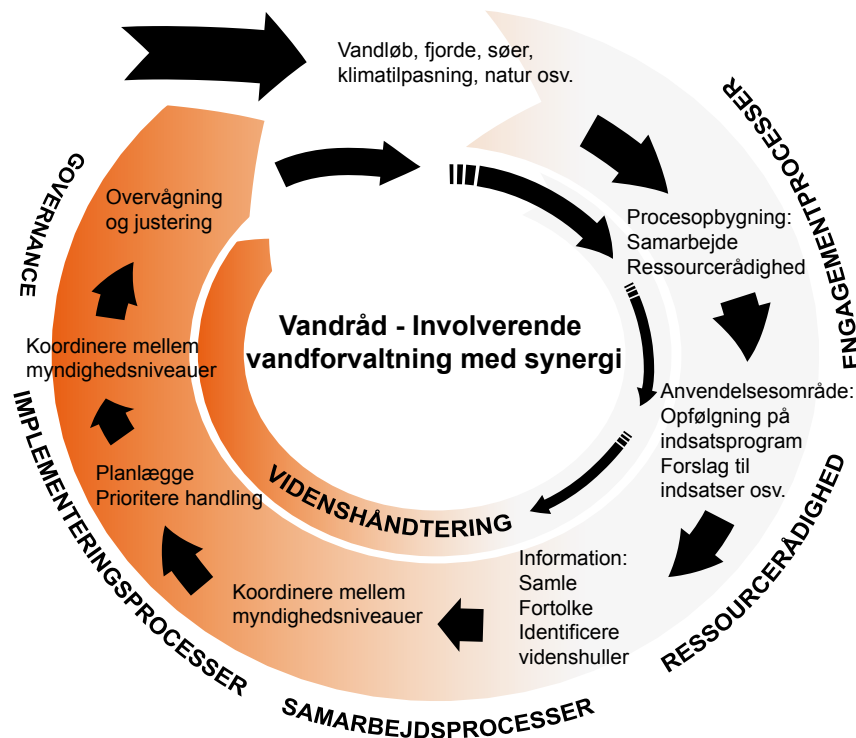 Vandløb, fjorde, søer,
klimatilpasning, natur osv.
ENGAGEMENTPROCESSER
Procesopbygning:
Samarbejde
Ressourcerådighed
Anvendelsesområde:
Opfølgning på
indsatsprogram
Forslag til
indsatser osv.
RESSOURCERÅDIGHED
Information:
Samle
Fortolke
Identificere
videnshuller
SAMARBEJDSPROCESSER
Koordinere mellem
myndighedsniveauer
IMPLEMENTERINGSPROCESSER
Planlægge
Prioritere handling
Koordinere mellem
myndighedsniveauer
GOVERNANCE
Overvågning
og justering
Vandråd - Involverende
vandforvaltning med synergi
VIDENSHÅNDTERING